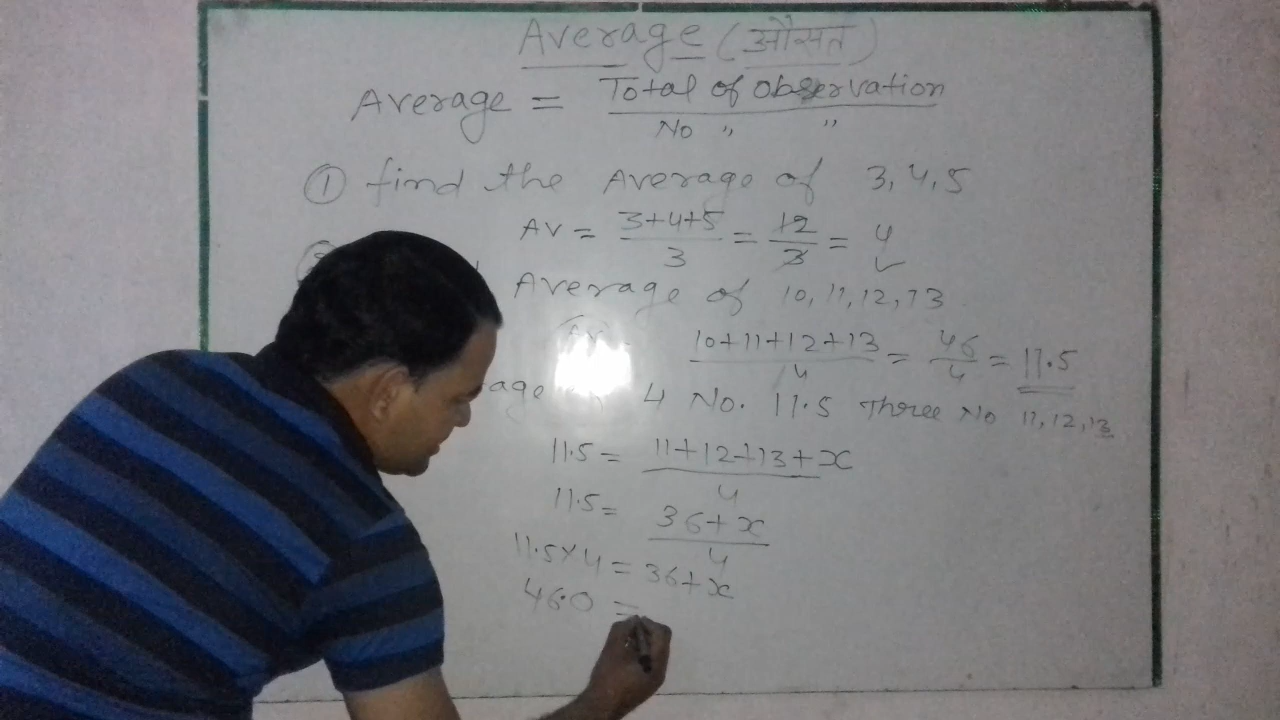 Average (औसत)
Average = Total of observation
No " "
① find the Average of 3, 4, 5
AV = 3+4+5 / 3 = 12 / 3 = 4
Average of 10, 11, 12, 13
10+11+12+13 / 4 = 46 / 4 = 11.5
age 4 No. 11.5 Three No 11, 12, 13
11.5 = 11+12+13+x / 4
11.5 = 36+x / 4
11.5×4 = 36+x
46.0 =